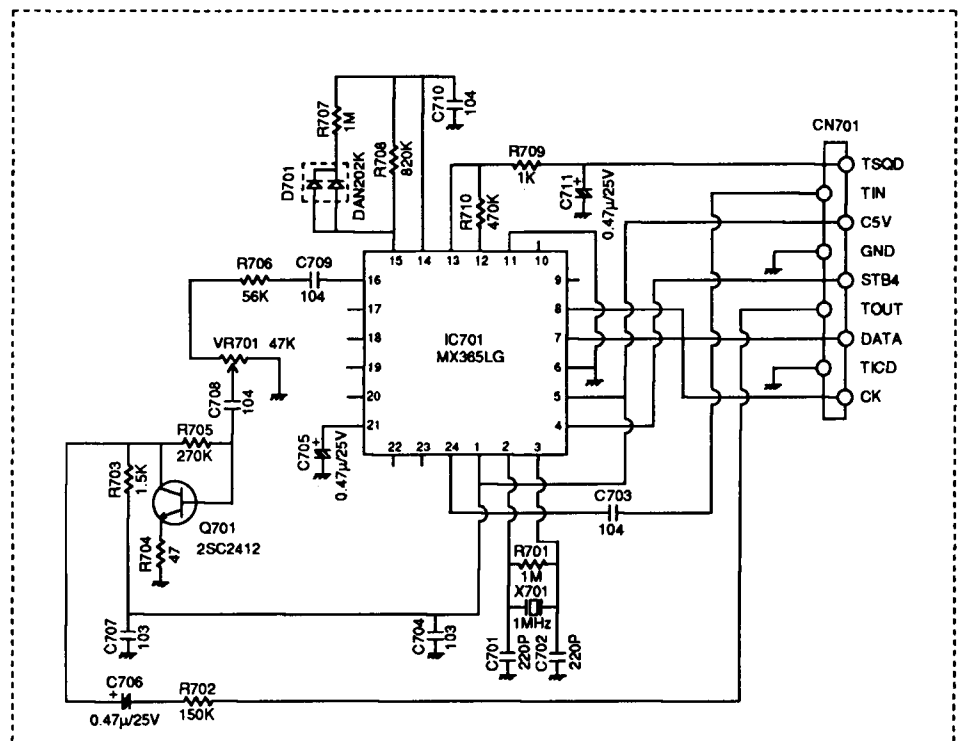 C710
104
R707
1M
R708
820K
D701
DAN202K
CN701
R709
1K
TSQD
C711
+
0.47μ/25V
TIN
R710
470K
C5V
GND
STB4
TOUT
DATA
TICD
CK
15
14
13
12
11
10
R706
56K
C709
104
16
9
17
8
IC701
MX365LG
18
7
VR701 47K
19
6
C708
104
20
5
21
4
22
23
24
1
2
3
R705
270K
C705
+
0.47μ/25V
R703
1.5K
C703
104
Q701
2SC2412
R704
47
R701
1M
X701
1MHz
C707
103
C704
103
C701
220P
C702
220P
C706
+
0.47μ/25V
R702
150K